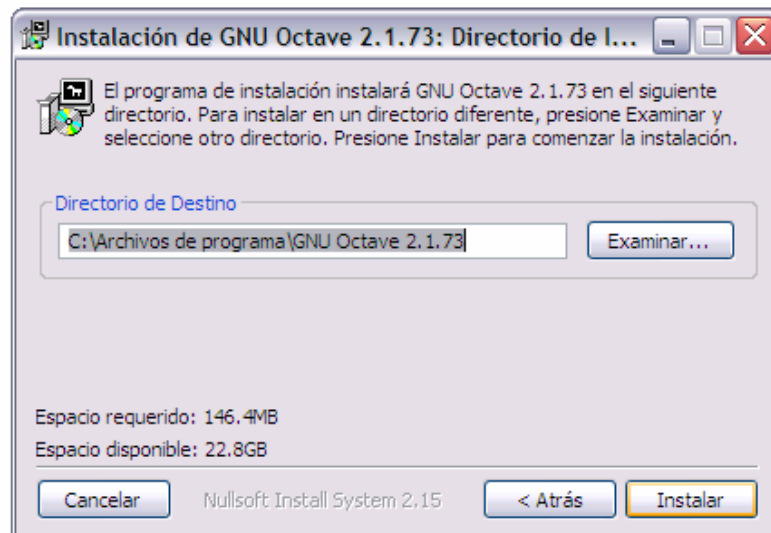 Instalación de GNU Octave 2.1.73: Directorio de I...
El programa de instalación instalará GNU Octave 2.1.73 en el siguiente
directorio. Para instalar en un directorio diferente, presione Examinar y
seleccione otro directorio. Presione Instalar para comenzar la instalación.
Directorio de Destino
C:\Archivos de programa\GNU Octave 2.1.73
Examinar...
Espacio requerido: 146.4MB
Espacio disponible: 22.8GB
Cancelar
Nullsoft Install System 2.15
< Atrás
Instalar